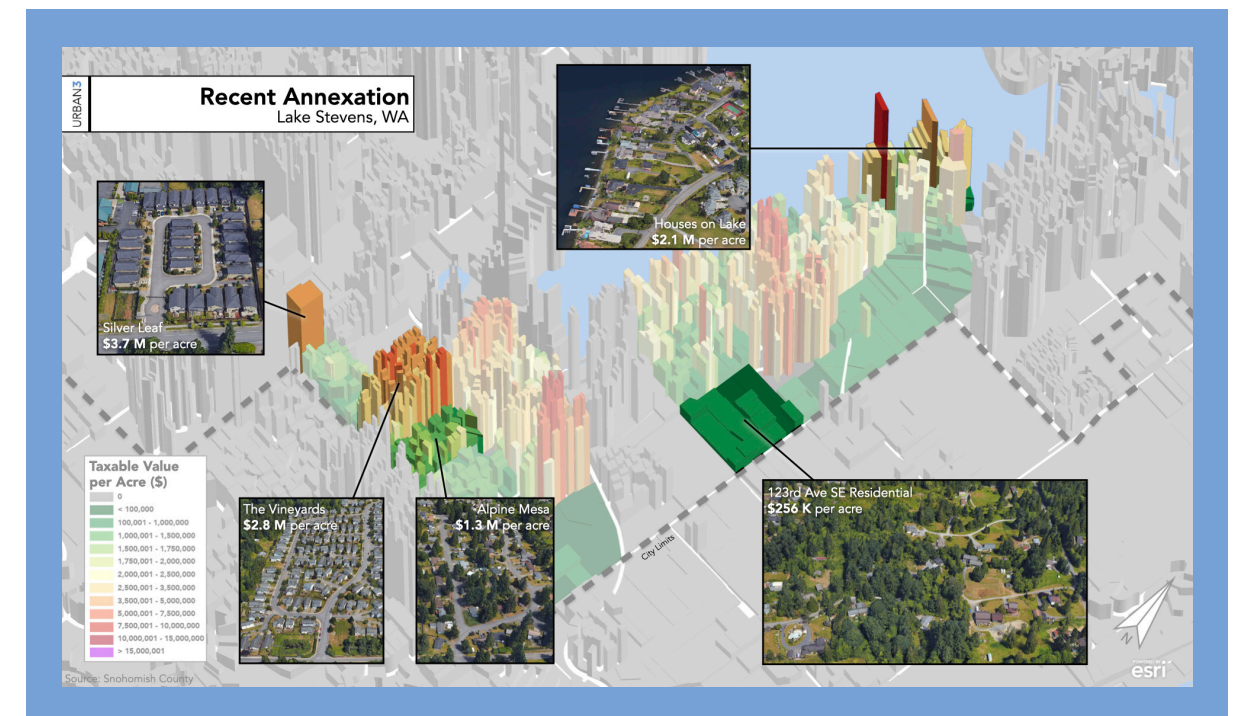 URBAN3
Recent Annexation
Lake Stevens, WA
Houses on Lake
$2.1 M per acre
Silver Leaf
$3.7 M per acre
Taxable Value
per Acre ($)
0
< 100,000
100,001 - 1,000,000
1,000,001 - 1,500,000
1,500,001 - 1,750,000
1,750,001 - 2,000,000
2,000,001 - 2,500,000
2,500,001 - 3,500,000
3,500,001 - 5,000,000
5,000,001 - 7,500,000
7,500,001 - 10,000,000
10,000,001 - 15,000,000
> 15,000,001
The Vineyards
$2.8 M per acre
Alpine Mesa
$1.3 M per acre
City Limits
123rd Ave SE Residential
$256 K per acre
N
POWERED BY
esri
Source: Snohomish County